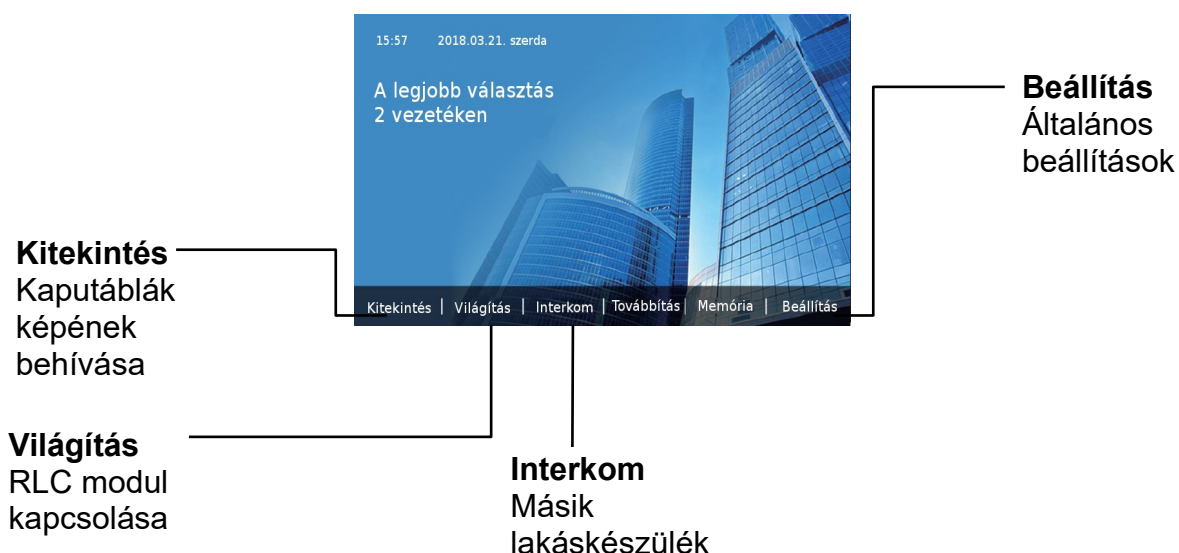 15:57 2018.03.21. szerda
A legjobb választás
2 vezetéken
Beállítás
Általános
beállítások
Kitekintés
Kaputáblák
képének
behívása
Kitekintés | Világítás | Interkom | Továbbítás | Memória | Beállítás
Világítás
RLC modul
kapcsolása
Interkom
Másik
lakáskészülék